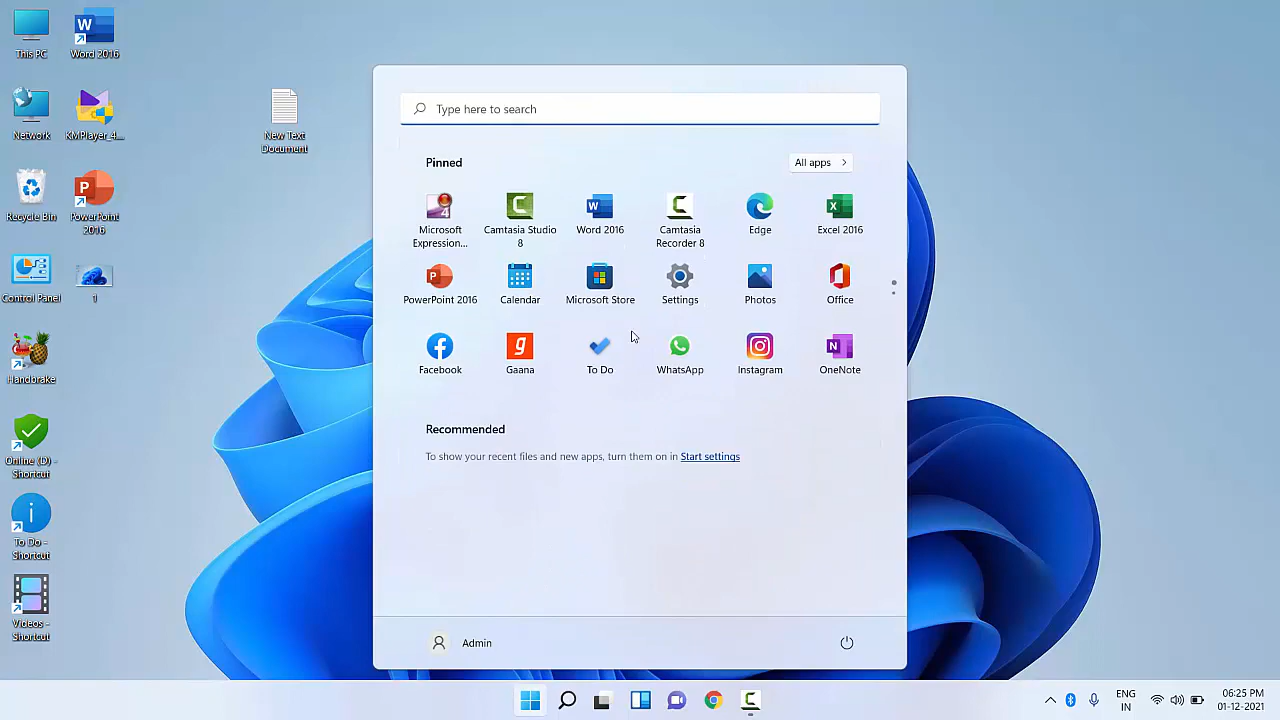 This PC
Word 2016
Network
KMPlayer_4...
New Text
Document
Recycle Bin
PowerPoint
2016
Control Panel
1
Handbrake
Online (D) -
Shortcut
To Do -
Shortcut
Videos -
Shortcut
Type here to search
Pinned
All apps
Microsoft
Expression...
Camtasia Studio
8
Word 2016
Camtasia
Recorder 8
Edge
Excel 2016
PowerPoint 2016
Calendar
Microsoft Store
Settings
Photos
Office
Facebook
Gaana
To Do
WhatsApp
Instagram
OneNote
Recommended
To show your recent files and new apps, turn them on in Start settings
Admin
ENG
IN
06:25 PM
01-12-2021